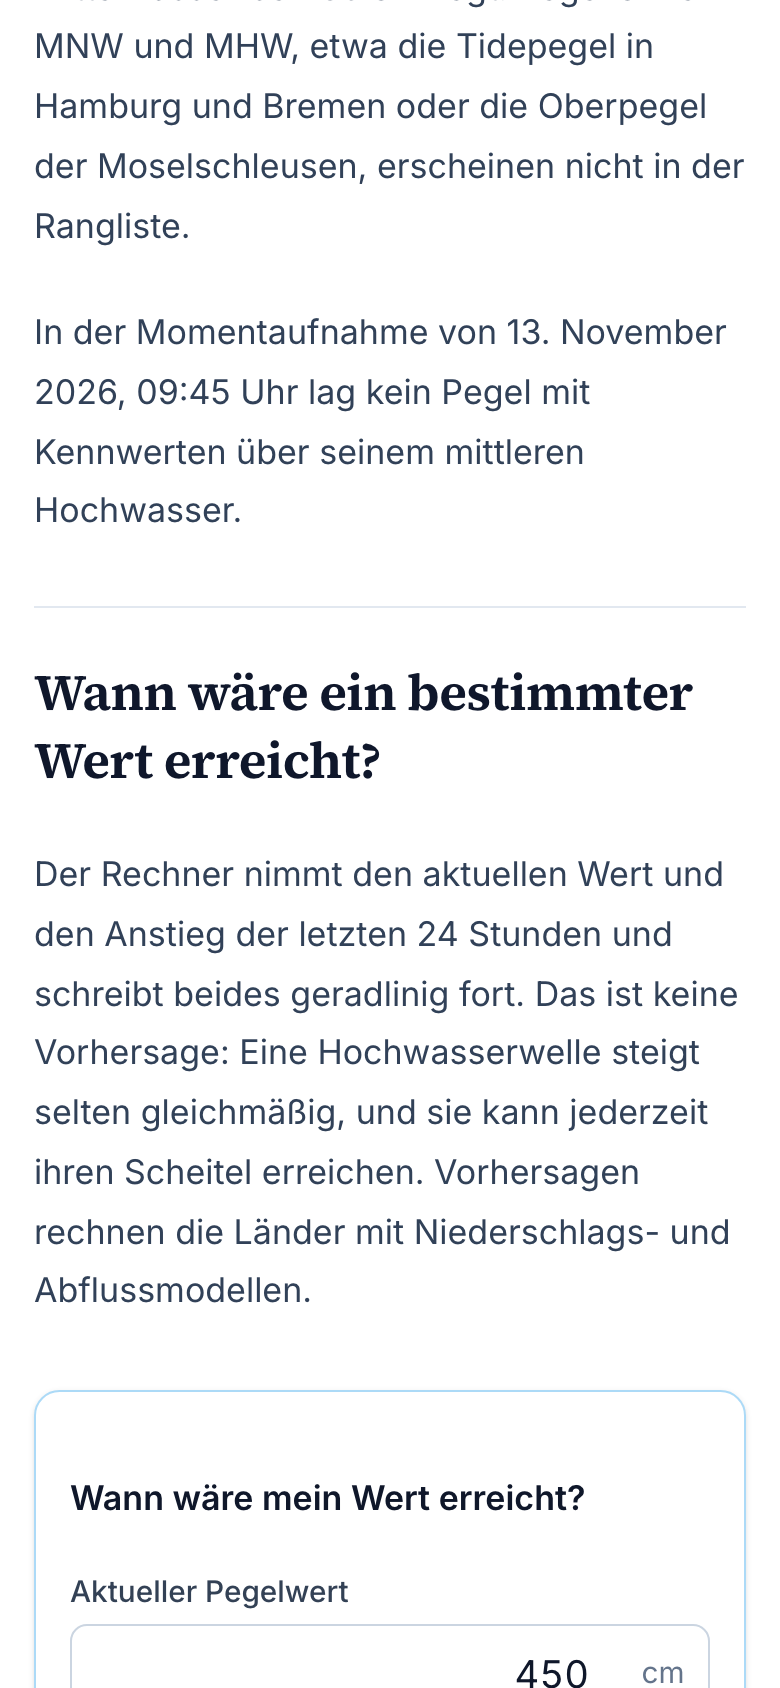 MNW und MHW, etwa die Tidepegel in
Hamburg und Bremen oder die Oberpegel
der Moselschleusen, erscheinen nicht in der
Rangliste.
In der Momentaufnahme von 13. November
2026, 09:45 Uhr lag kein Pegel mit
Kennwerten über seinem mittleren
Hochwasser.
Wann wäre ein bestimmter
Wert erreicht?
Der Rechner nimmt den aktuellen Wert und
den Anstieg der letzten 24 Stunden und
schreibt beides geradlinig fort. Das ist keine
Vorhersage: Eine Hochwasserwelle steigt
selten gleichmäßig, und sie kann jederzeit
ihren Scheitel erreichen. Vorhersagen
rechnen die Länder mit Niederschlags- und
Abflussmodellen.
Wann wäre mein Wert erreicht?
Aktueller Pegelwert
450 cm